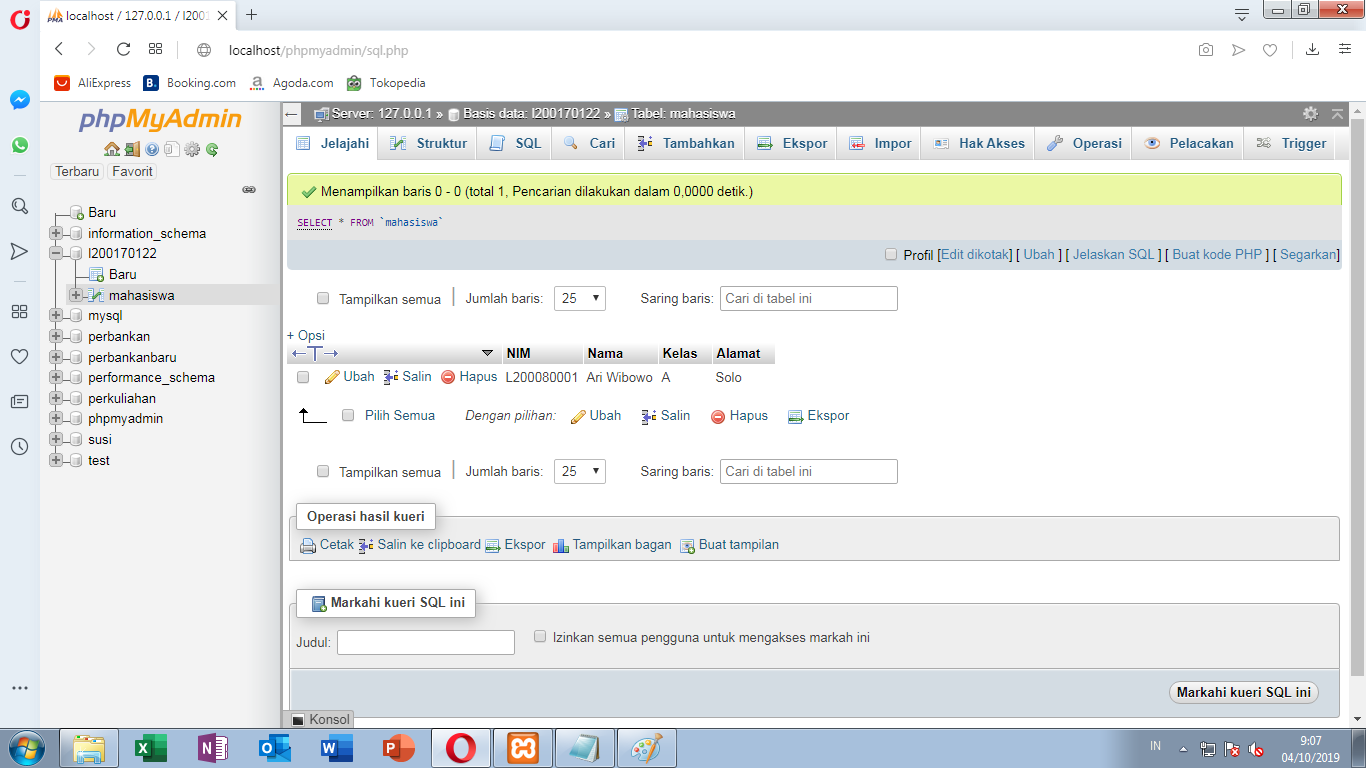 localhost / 127.0.0.1 / l2001
localhost/phpmyadmin/sql.php
AliExpress Booking.com Agoda.com Tokopedia
phpMyAdmin
Terbaru Favorit
Baru
information_schema
l200170122
Baru
mahasiswa
mysql
perbankan
perbankanbaru
performance_schema
perkuliahan
phpmyadmin
susi
test
Server: 127.0.0.1 » Basis data: l200170122 » Tabel: mahasiswa
Jelajahi Struktur SQL Cari Tambahkan Ekspor Impor Hak Akses Operasi Pelacakan Trigger
Menampilkan baris 0 - 0 (total 1, Pencarian dilakukan dalam 0,0000 detik.)
SELECT * FROM `mahasiswa`
Profil [Edit dikotak] [ Ubah ] [ Jelaskan SQL ] [ Buat kode PHP ] [ Segarkan]
Tampilkan semua Jumlah baris: 25 Saring baris: Cari di tabel ini
+ Opsi
←T→ NIM Nama Kelas Alamat
Ubah Salin Hapus L200080001 Ari Wibowo A Solo
Pilih Semua Dengan pilihan: Ubah Salin Hapus Ekspor
Tampilkan semua Jumlah baris: 25 Saring baris: Cari di tabel ini
Operasi hasil kueri
Cetak Salin ke clipboard Ekspor Tampilkan bagan Buat tampilan
Markahi kueri SQL ini
Judul: Izinkan semua pengguna untuk mengakses markah ini
Markahi kueri SQL ini
Konsol
IN 9:07
04/10/2019